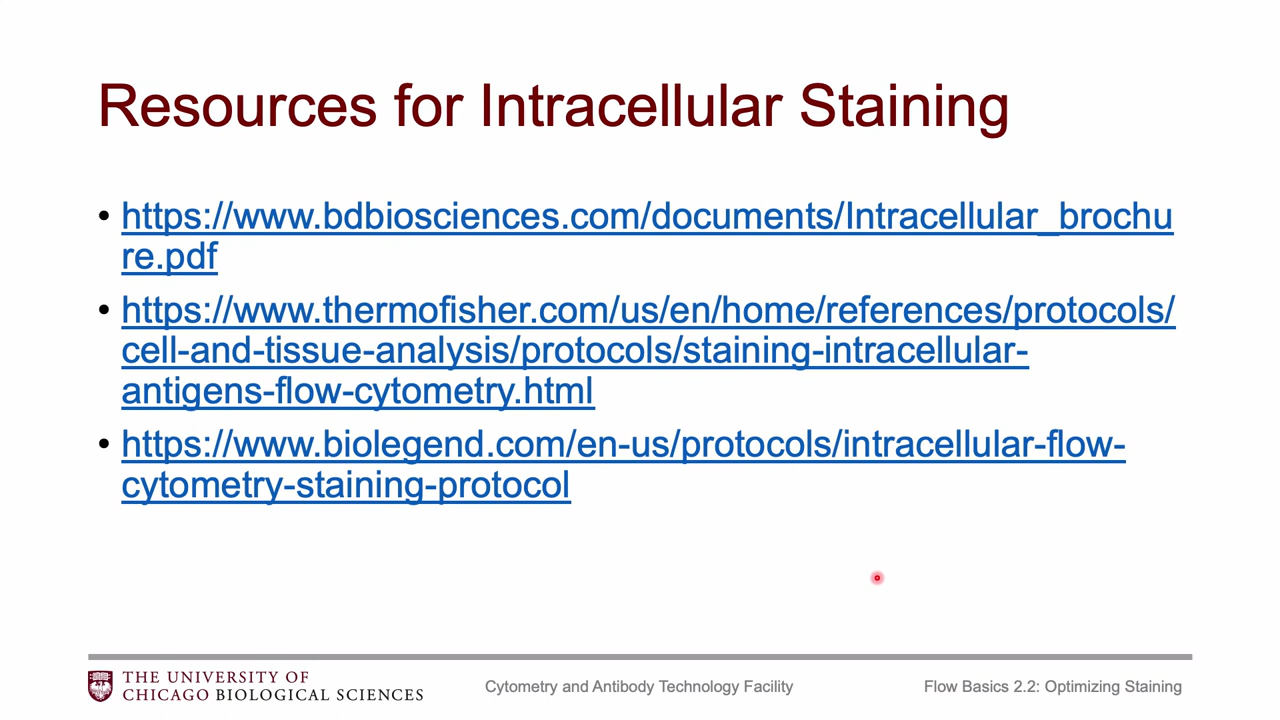 Resources for Intracellular Staining
• https://www.bdbiosciences.com/documents/Intracellular_brochu
re.pdf
• https://www.thermofisher.com/us/en/home/references/protocols/
cell-and-tissue-analysis/protocols/staining-intracellular-
antigens-flow-cytometry.html
• https://www.biolegend.com/en-us/protocols/intracellular-flow-
cytometry-staining-protocol
THE UNIVERSITY OF
CHICAGO BIOLOGICAL SCIENCES
Cytometry and Antibody Technology Facility
Flow Basics 2.2: Optimizing Staining